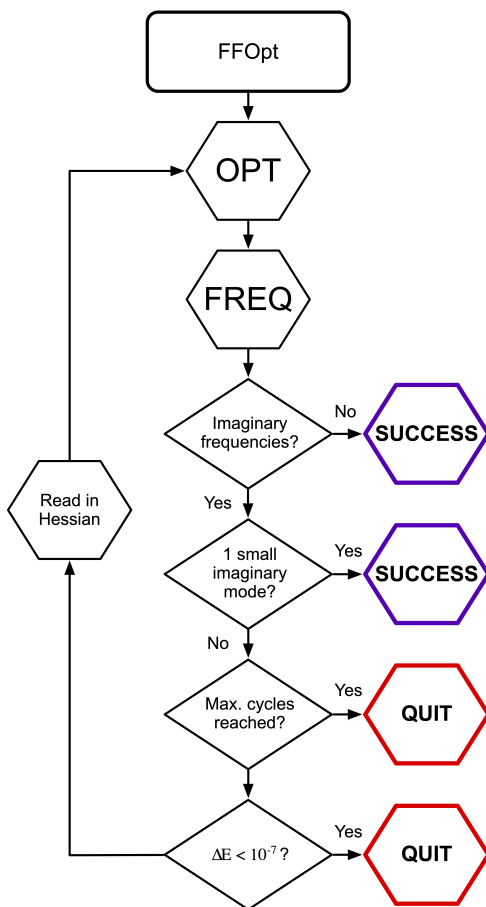 FFOpt
OPT
FREQ
Imaginary
frequencies?
No
SUCCESS
Yes
Read in
Hessian
1 small
imaginary
mode?
Yes
SUCCESS
No
Max. cycles
reached?
Yes
QUIT
ΔE < 10⁻⁷ ?
Yes
QUIT